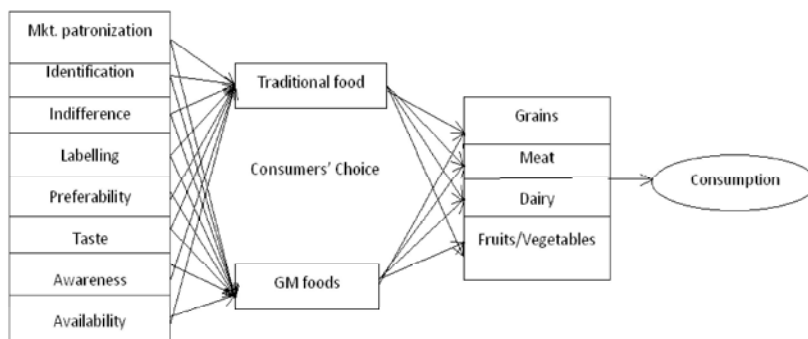 Mkt. patronization
Identification
Indifference
Labelling
Preferability
Taste
Awareness
Availability
Traditional food
Consumers' Choice
GM foods
Grains
Meat
Dairy
Fruits/Vegetables
Consumption